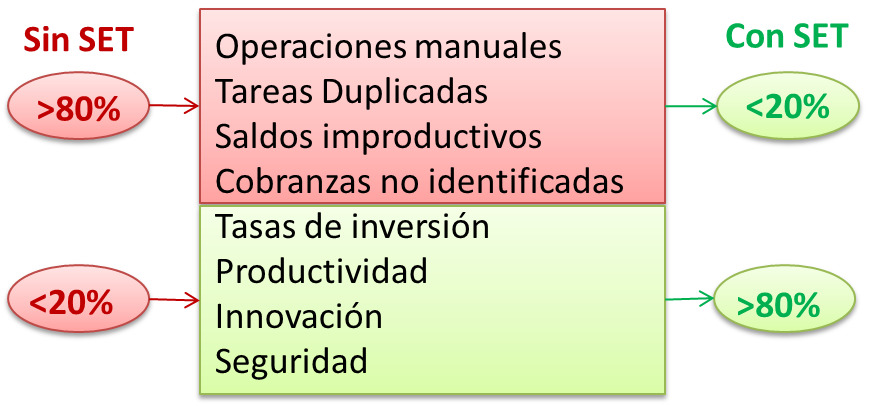 Sin SET
Con SET
Operaciones manuales
Tareas Duplicadas
Saldos improductivos
Cobranzas no identificadas
>80%
<20%
Tasas de inversión
Productividad
Innovación
Seguridad
<20%
>80%